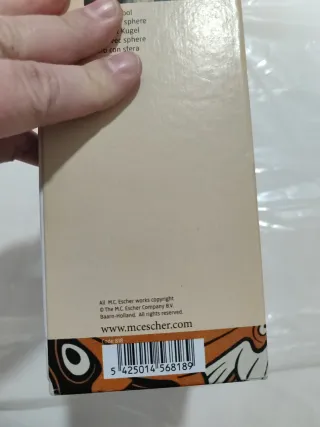 sphere
Kugel
sphere
con sfera
All M.C. Escher works copyright
© The M.C. Escher Company B.V.
Baarn-Holland. All rights reserved.
www.mcescher.com
5 425014 568189